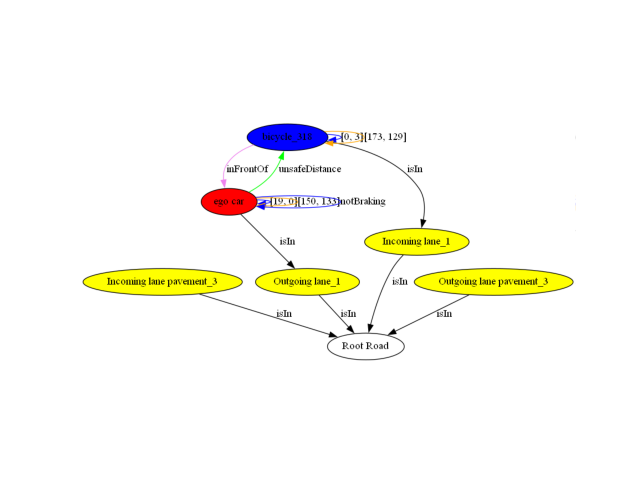 bicycle_318
[0, 3] [173, 129]
inFrontOf
unsafeDistance
isIn
ego car
[19, 0] [150, 133] notBraking
Incoming lane_1
isIn
Incoming lane pavement_3
Outgoing lane_1
isIn
Outgoing lane pavement_3
isIn
isIn
isIn
Root Road